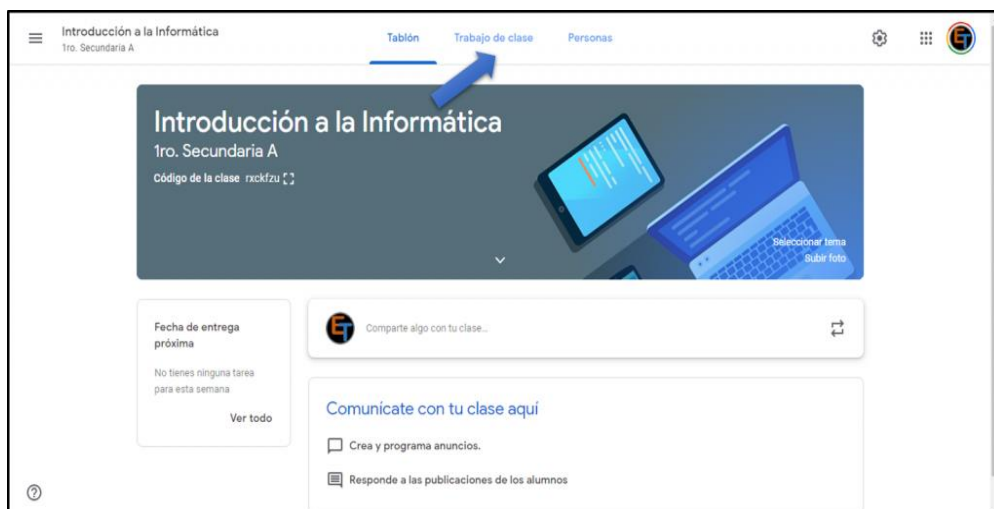 Introducción a la Informática
1ro. Secundaria A
Tablón Trabajo de clase Personas
Introducción a la Informática
1ro. Secundaria A
Código de la clase rxckfzu
Seleccionar tema
Subir foto
Fecha de entrega
próxima
No tienes ninguna tarea
para esta semana
Ver todo
Comparte algo con tu clase...
Comunícate con tu clase aquí
Crea y programa anuncios.
Responde a las publicaciones de los alumnos